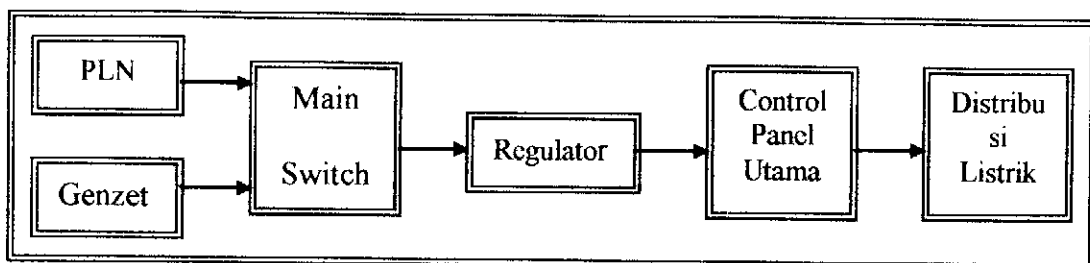 PLN
Genzet
Main
Switch
Regulator
Control
Panel
Utama
Distribu
si
Listrik